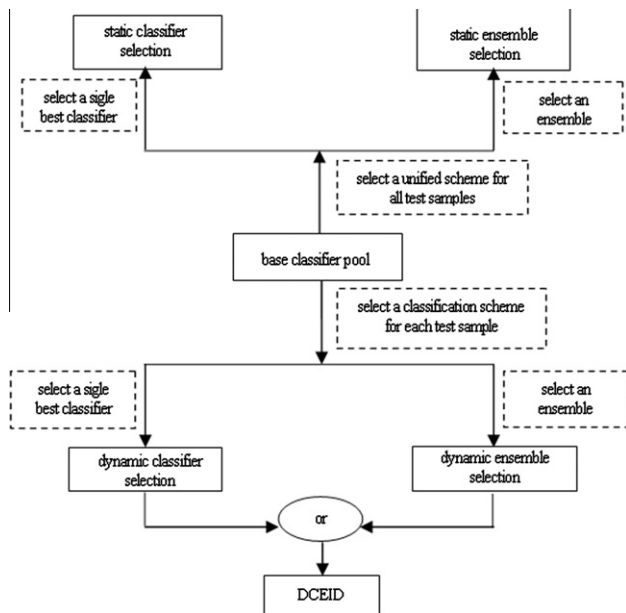 static classifier
selection
static ensemble
selection
select a sigle
best classifier
select an
ensemble
select a unified scheme for
all test samples
base classifier pool
select a classification scheme
for each test sample
select a sigle
best classifier
select an
ensemble
dynamic classifier
selection
dynamic ensemble
selection
or
DCEID